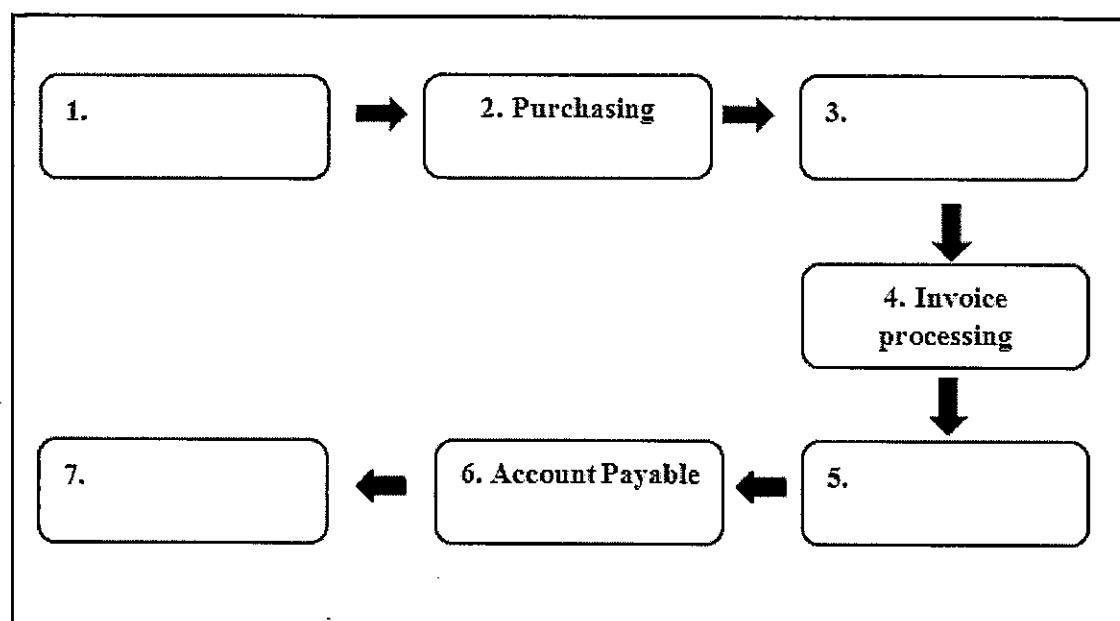 1.
2. Purchasing
3.
4. Invoice
processing
5.
6. Account Payable
7.